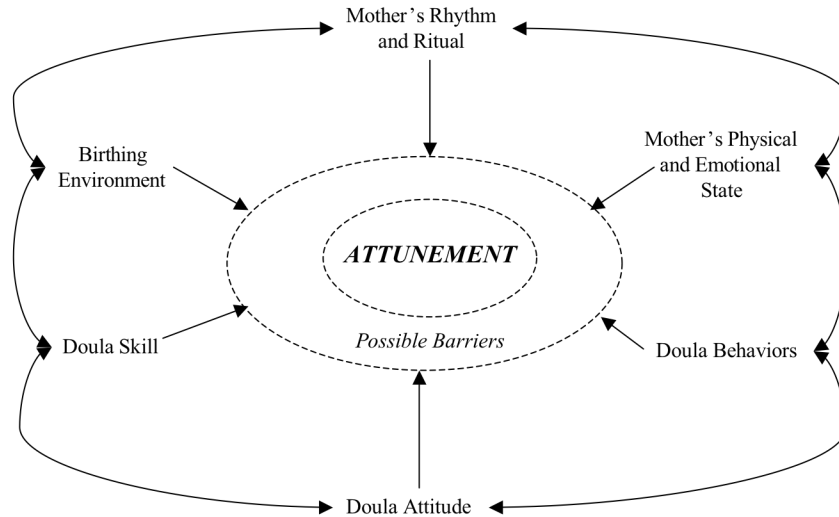 Mother’s Rhythm
and Ritual
Birthing
Environment
Mother’s Physical
and Emotional
State
ATTUNEMENT
Possible Barriers
Doula Skill
Doula Behaviors
Doula Attitude